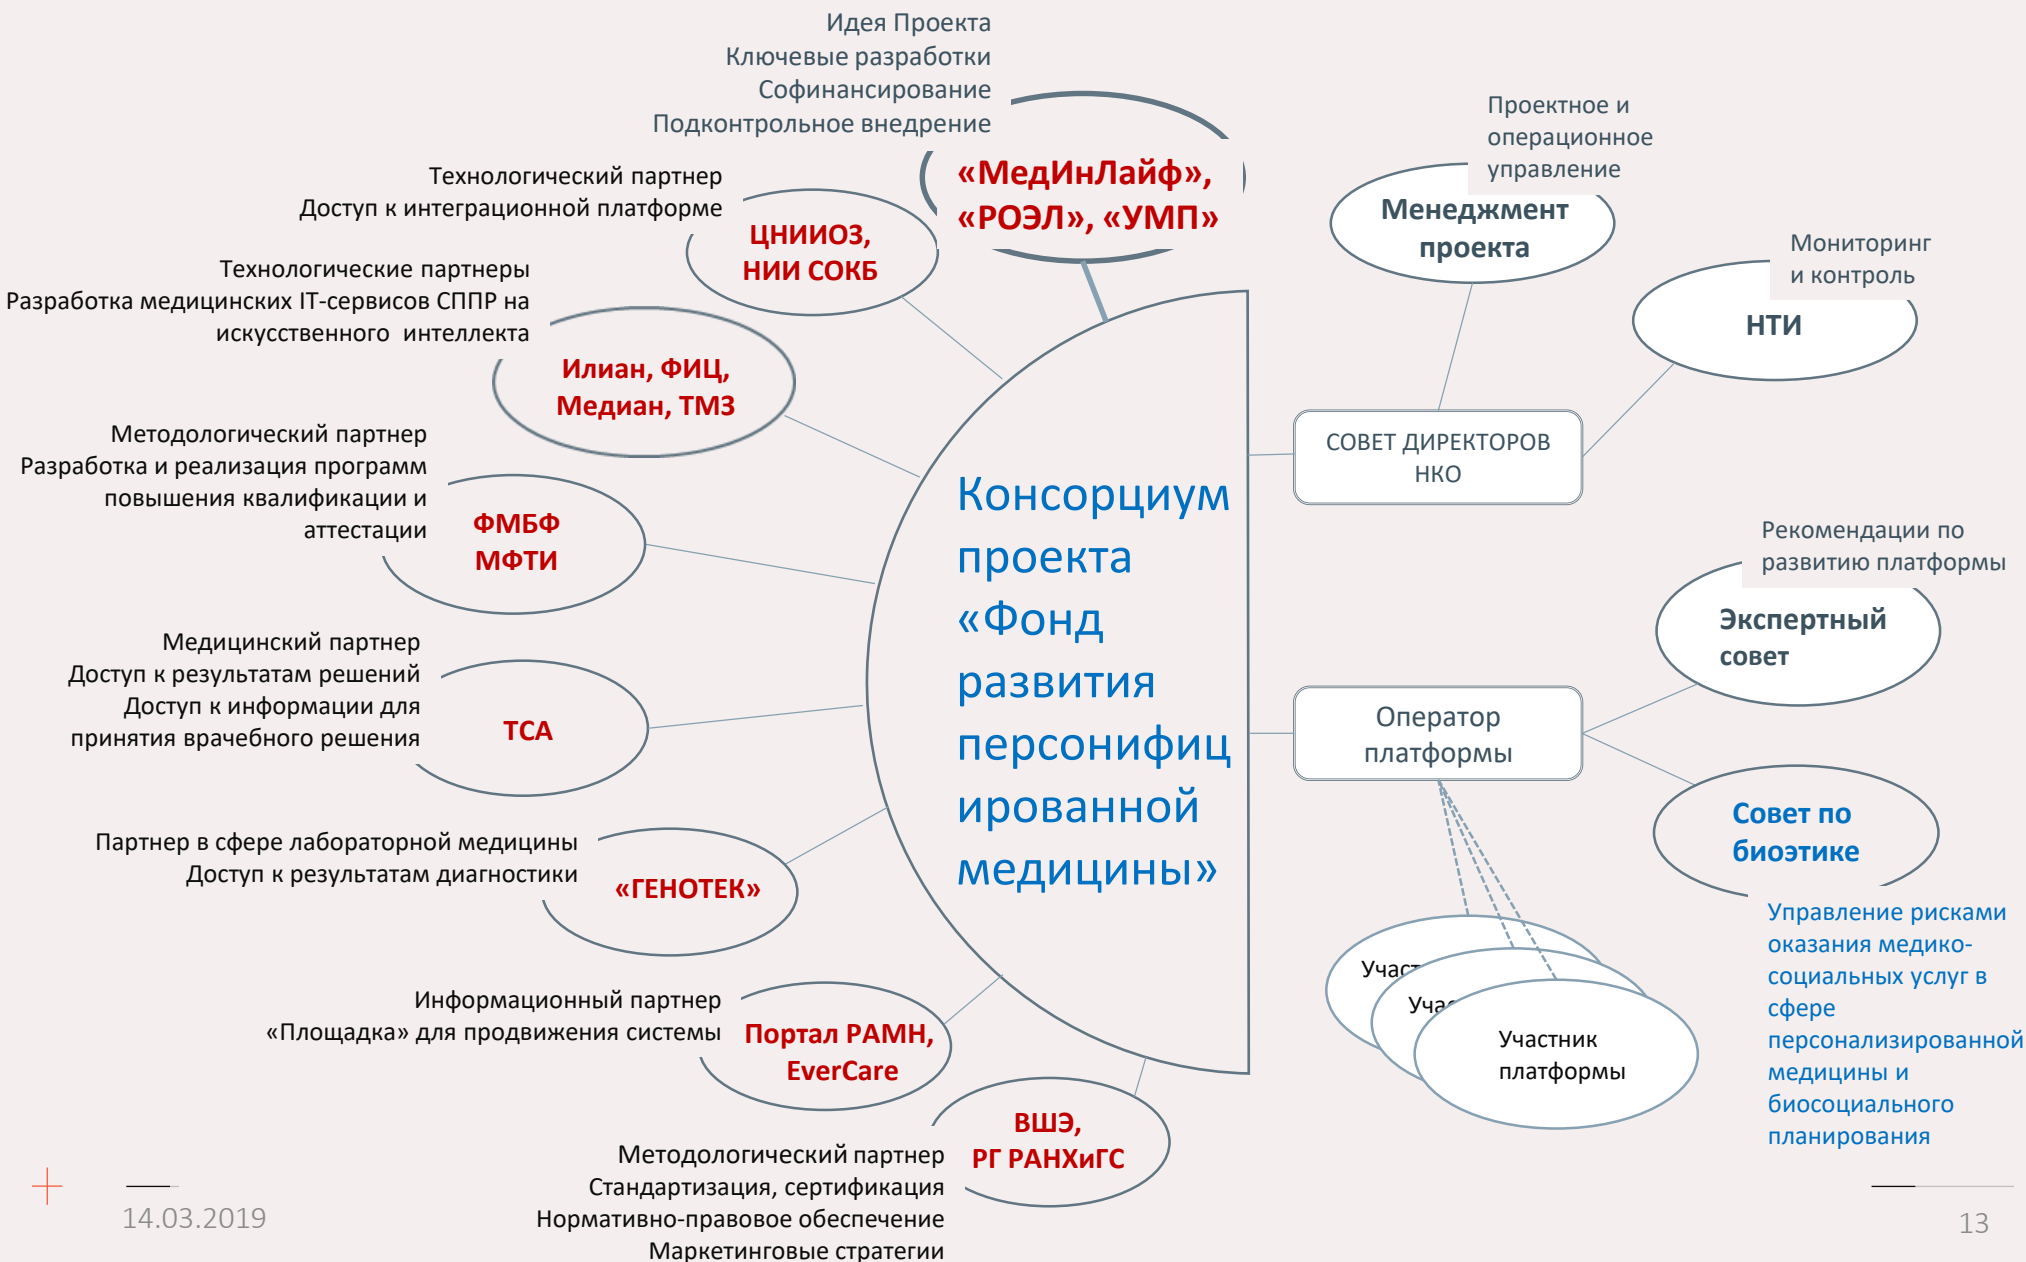 Идея Проекта
Ключевые разработки
Софинансирование
Подконтрольное внедрение
«МедИнЛайф»,
«РОЭЛ», «УМП»
Технологический партнер
Доступ к интеграционной платформе
ЦНИИОЗ,
НИИ СОКБ
Технологические партнеры
Разработка медицинских IT-сервисов СППР на
искусственного интеллекта
Илиан, ФИЦ,
Медиан, ТМЗ
Методологический партнер
Разработка и реализация программ
повышения квалификации и
аттестации
ФМБФ
МФТИ
Медицинский партнер
Доступ к результатам решений
Доступ к информации для
принятия врачебного решения
ТСА
Партнер в сфере лабораторной медицины
Доступ к результатам диагностики
«ГЕНОТЕК»
Информационный партнер
«Площадка» для продвижения системы
Портал РАМН,
EverCare
Методологический партнер
Стандартизация, сертификация
Нормативно-правовое обеспечение
Маркетинговые стратегии
ВШЭ,
РГ РАНХиГС
Консорциум
проекта
«Фонд
развития
персонифиц
ированной
медицины»
Проектное и
операционное
управление
Менеджмент
проекта
Мониторинг
и контроль
НТИ
СОВЕТ ДИРЕКТОРОВ
НКО
Рекомендации по
развитию платформы
Экспертный
совет
Оператор
платформы
Совет по
биоэтике
Управление рисками
оказания медико-
социальных услуг в
сфере
персонализированной
медицины и
биосоциального
планирования
Участ
Учас
Участник
платформы
14.03.2019
13